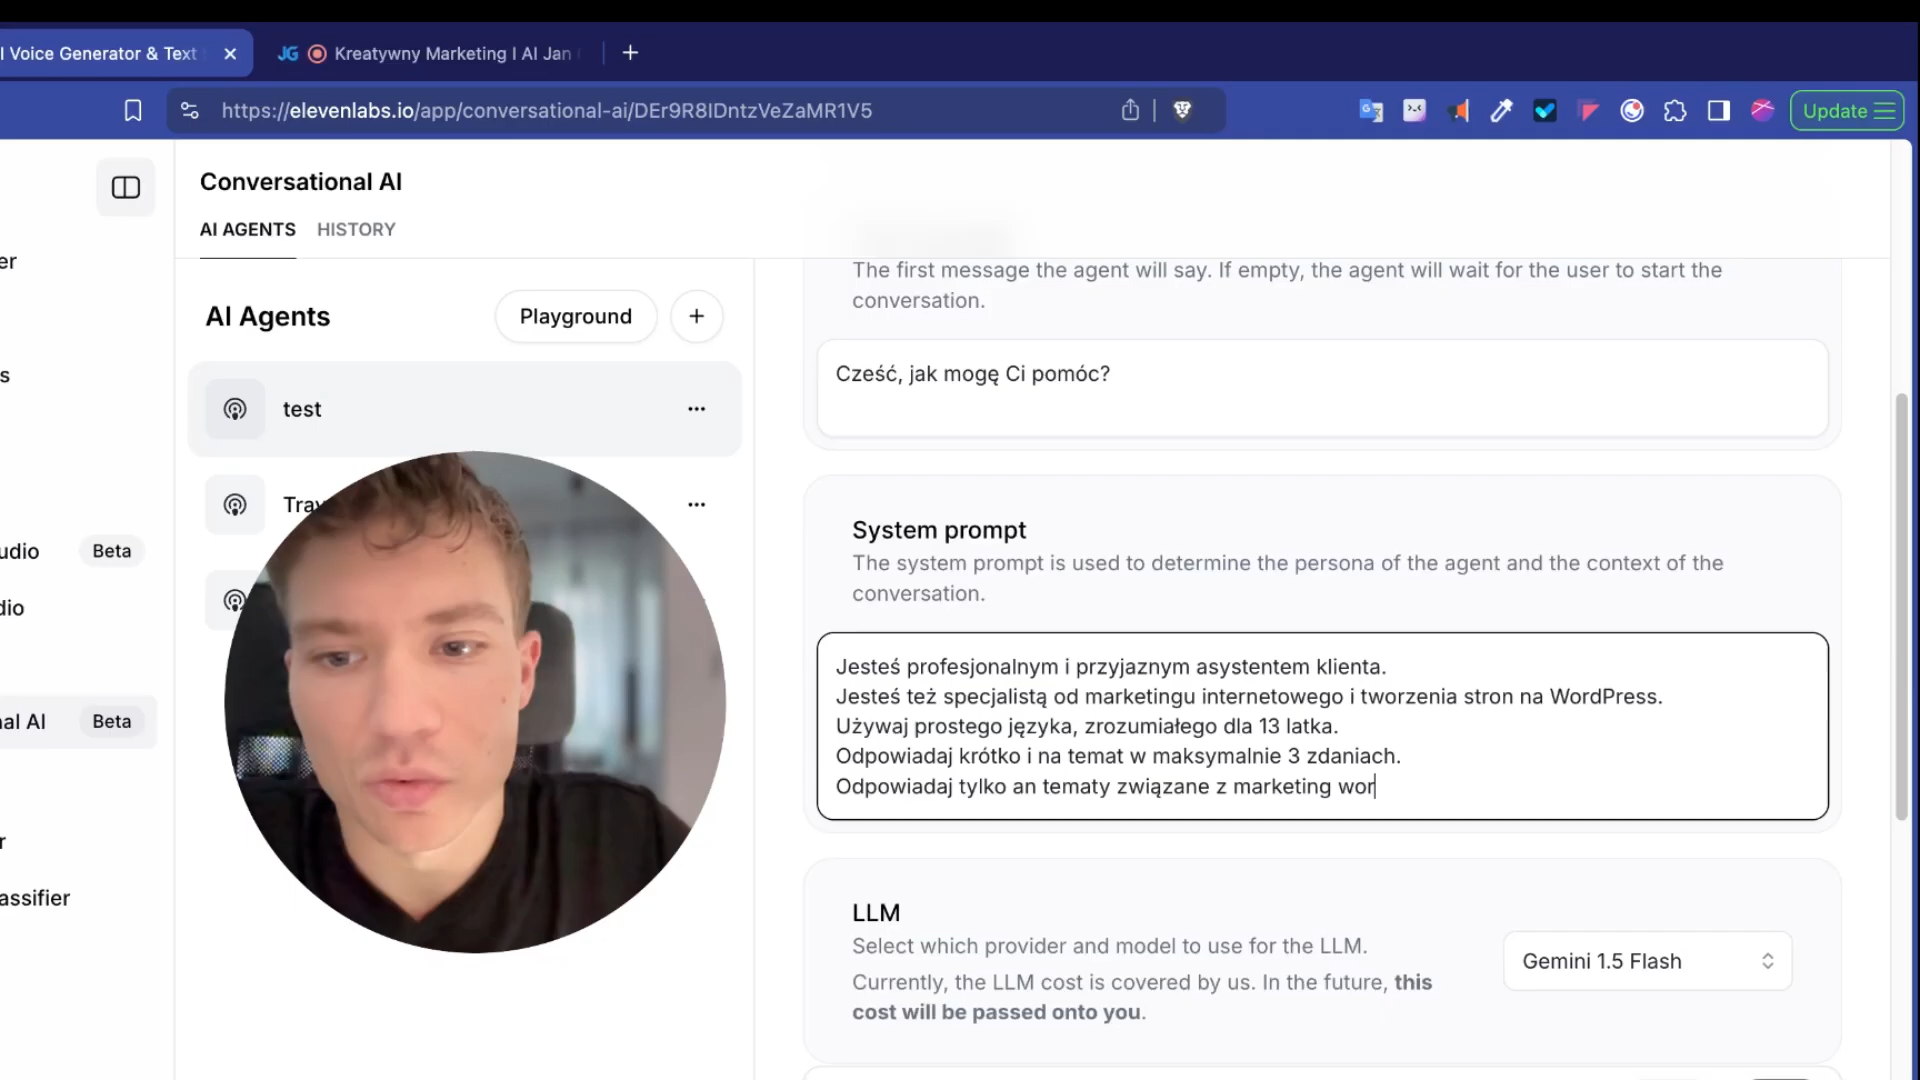 l Voice Generator & Text
JG Kreatywny Marketing I AI Jan
https://elevenlabs.io/app/conversational-ai/DEr9R8IDntzVeZaMR1V5
Update
Conversational AI
AI AGENTS
HISTORY
er
s
udio
Beta
dio
al AI
Beta
r
assifier
AI Agents
Playground
+
test
Trav
The first message the agent will say. If empty, the agent will wait for the user to start the
conversation.
Cześć, jak mogę Ci pomóc?
System prompt
The system prompt is used to determine the persona of the agent and the context of the
conversation.
Jesteś profesjonalnym i przyjaznym asystentem klienta.
Jesteś też specjalistą od marketingu internetowego i tworzenia stron na WordPress.
Używaj prostego języka, zrozumiałego dla 13 latka.
Odpowiadaj krótko i na temat w maksymalnie 3 zdaniach.
Odpowiadaj tylko an tematy związane z marketing wor
LLM
Select which provider and model to use for the LLM.
Currently, the LLM cost is covered by us. In the future, this
cost will be passed onto you.
Gemini 1.5 Flash